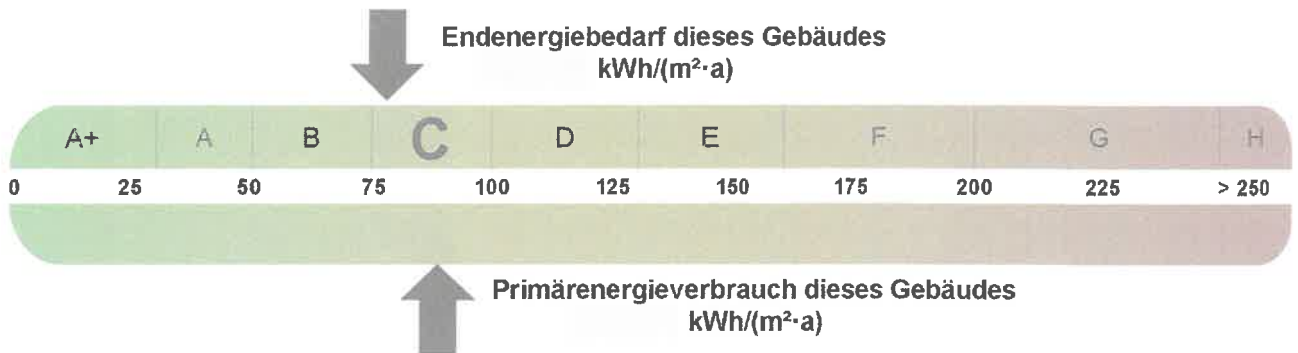 Endenergiebedarf dieses Gebäudes
kWh/(m²·a)
A+ A B C D E F G H
0 25 50 75 100 125 150 175 200 225 > 250
Primärenergieverbrauch dieses Gebäudes
kWh/(m²·a)